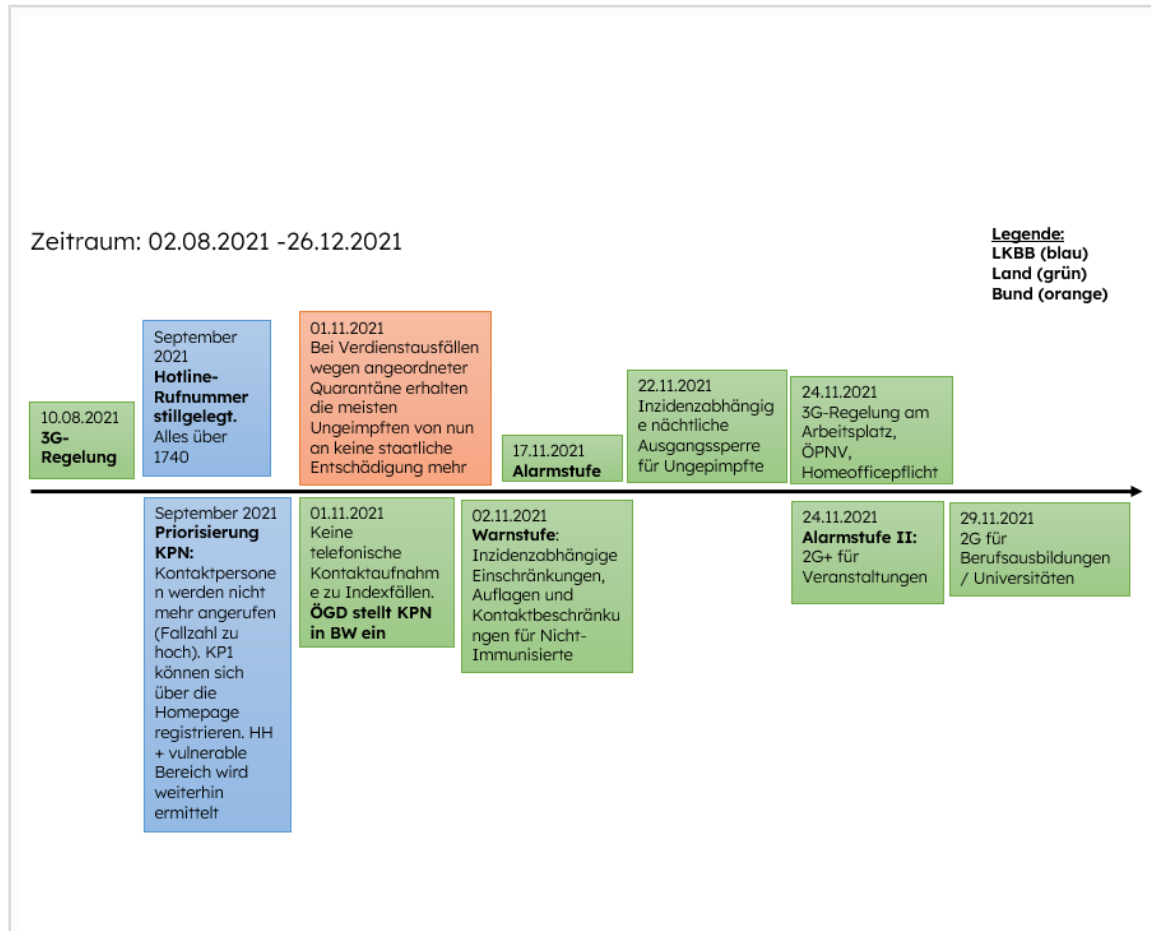 Zeitraum: 02.08.2021 -26.12.2021
Legende:
LKBB (blau)
Land (grün)
Bund (orange)
10.08.2021
3G-
Regelung
September
2021
Hotline-
Rufnummer
stillgelegt.
Alles über
1740
01.11.2021
Bei Verdienstausfällen
wegen angeordneter
Quarantäne erhalten
die meisten
Ungeimpften von nun
an keine staatliche
Entschädigung mehr
17.11.2021
Alarmstufe
22.11.2021
Inzidenzabhängig
e nächtliche
Ausgangssperre
für Ungepimpfte
24.11.2021
3G-Regelung am
Arbeitsplatz,
ÖPNV,
Homeofficepflicht
September 2021
Priorisierung
KPN:
Kontaktpersone
n werden nicht
mehr angerufen
(Fallzahl zu
hoch). KP1
können sich
über die
Homepage
registrieren. HH
+ vulnerable
Bereich wird
weiterhin
ermittelt
01.11.2021
Keine
telefonische
Kontaktaufnahm
e zu Indexfällen.
ÖGD stellt KPN
in BW ein
02.11.2021
Warnstufe:
Inzidenzabhängige
Einschränkungen,
Auflagen und
Kontaktbeschränku
ngen für Nicht-
Immunisierte
24.11.2021
Alarmstufe II:
2G+ für
Veranstaltungen
29.11.2021
2G für
Berufsausbildungen
/ Universitäten